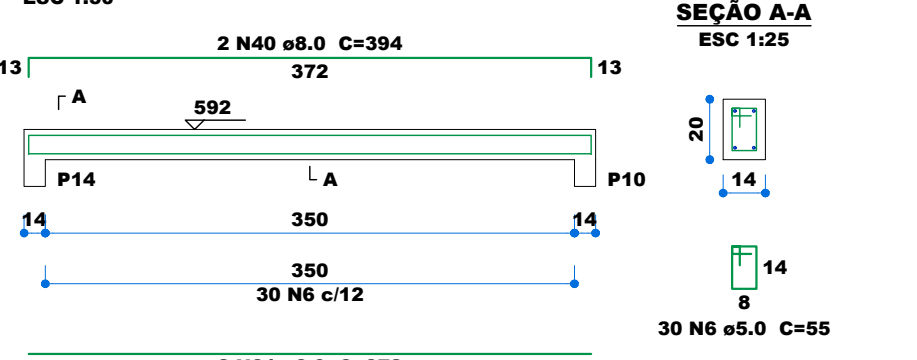 SEÇÃO A-A
ESC 1:25
2 N40 ø8.0 C=394
13 372 13
A
592
20
P14 A P10
14
14 350 14
350
30 N6 c/12
14
8
30 N6 ø5.0 C=55